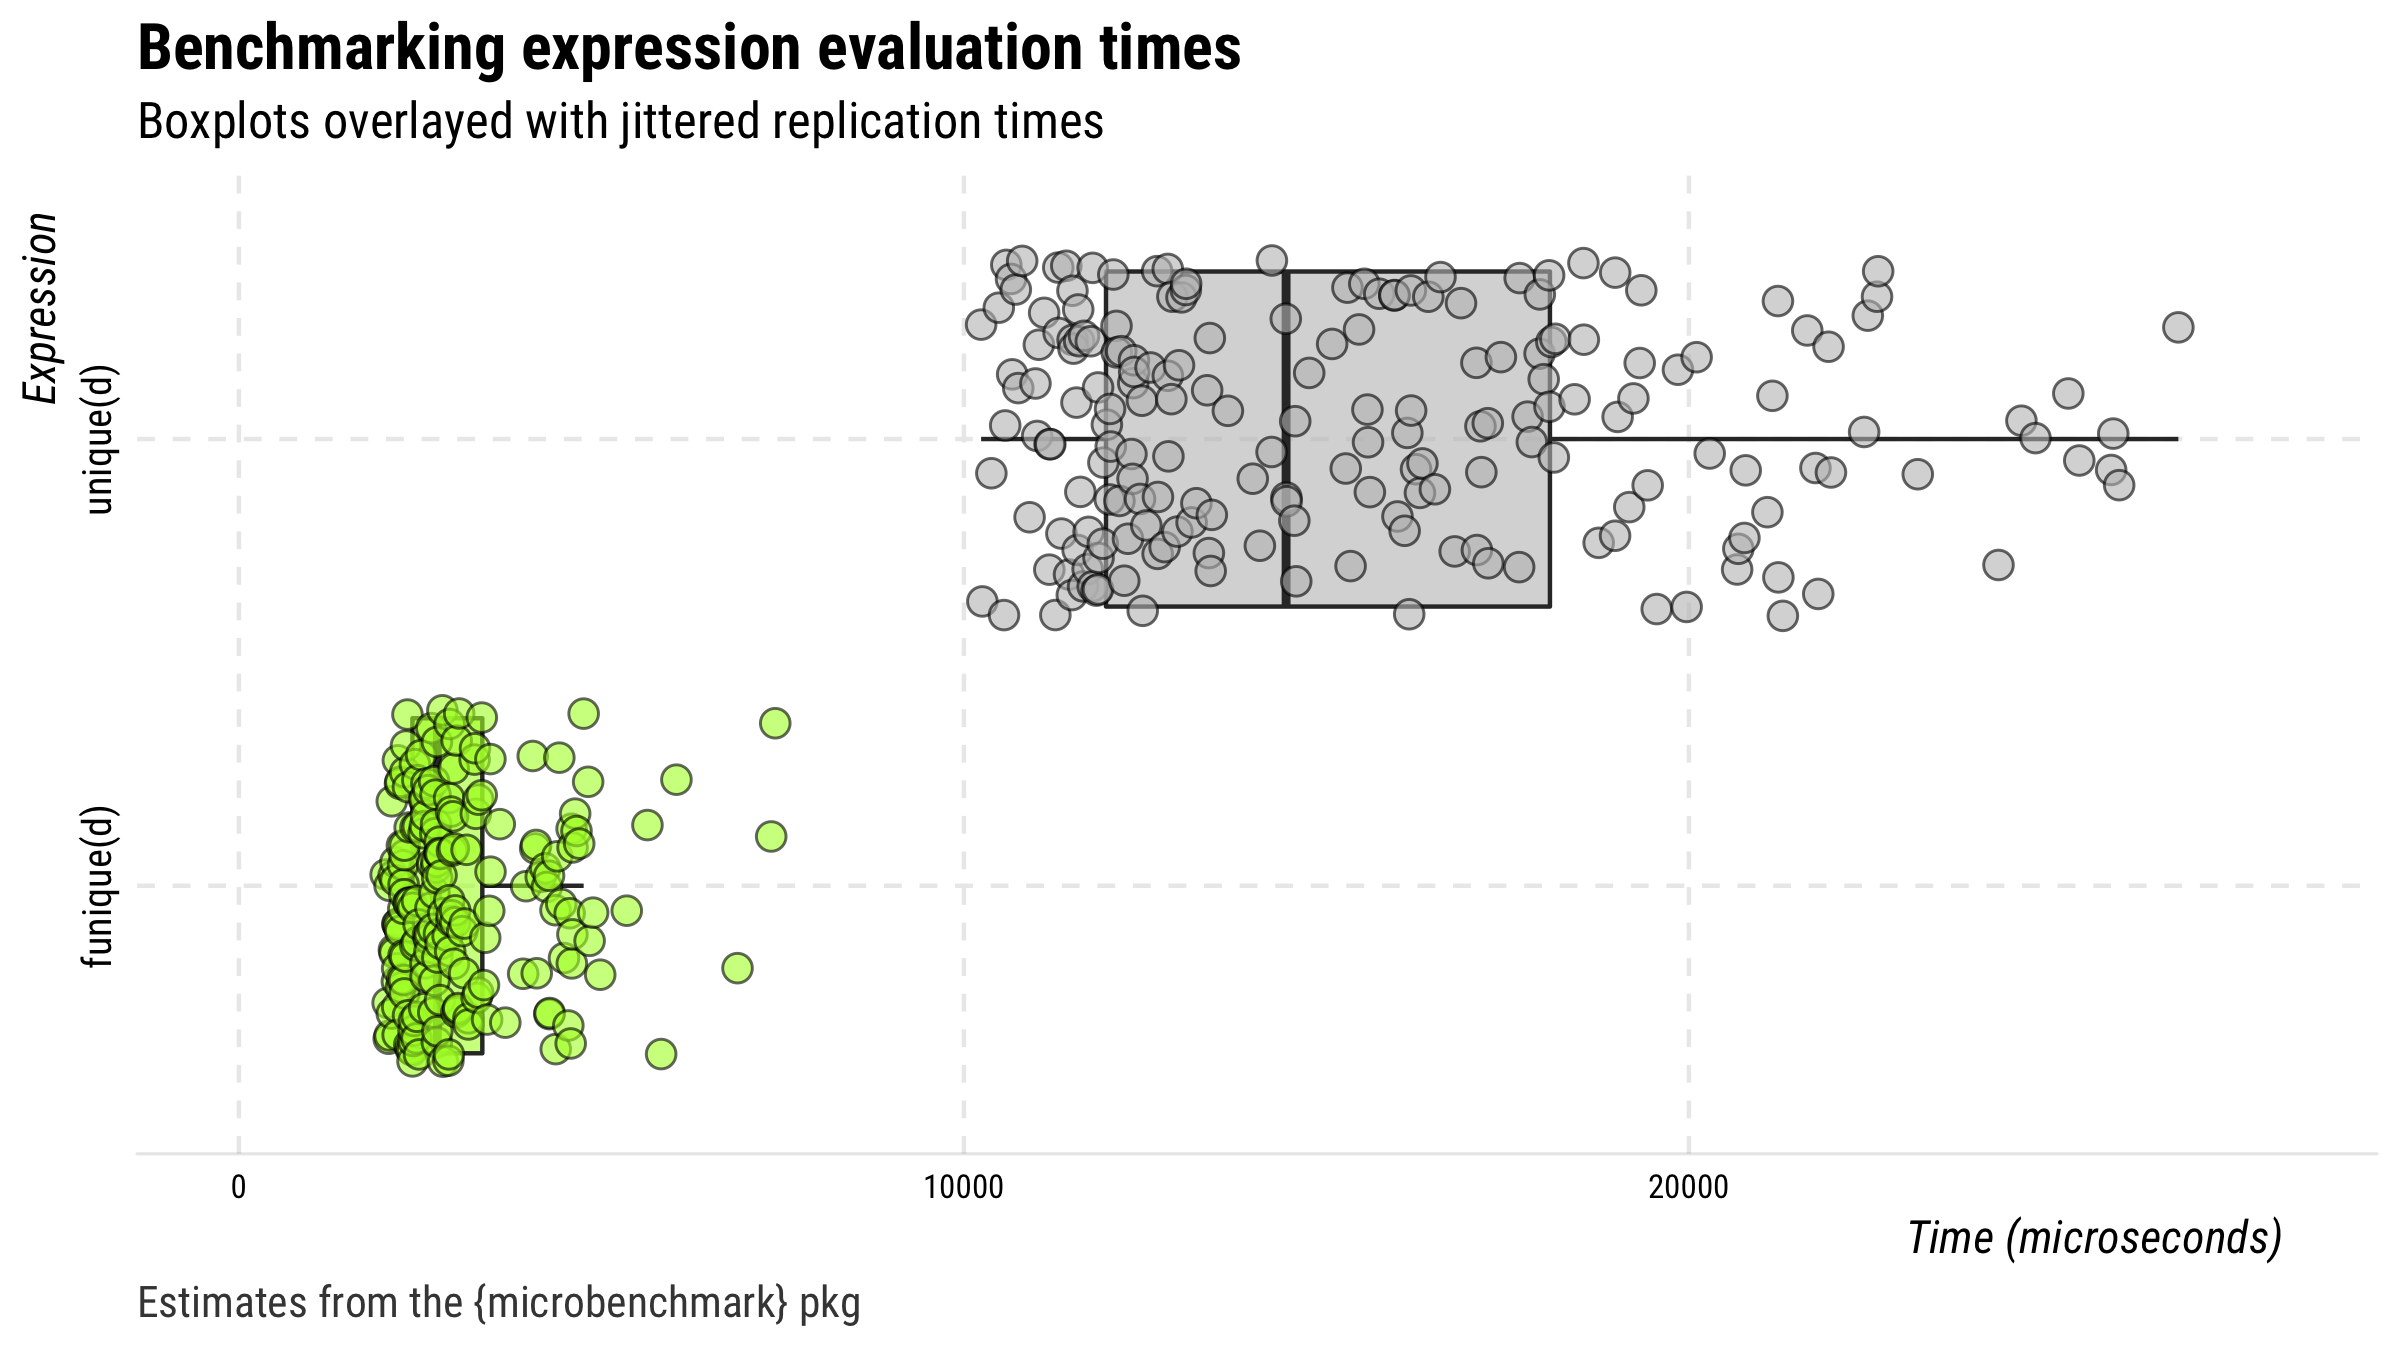 Benchmarking expression evaluation times
Boxplots overlayed with jittered replication times
Expression
unique(d)
funique(d)
0
10000
20000
Time (microseconds)
Estimates from the {microbenchmark} pkg